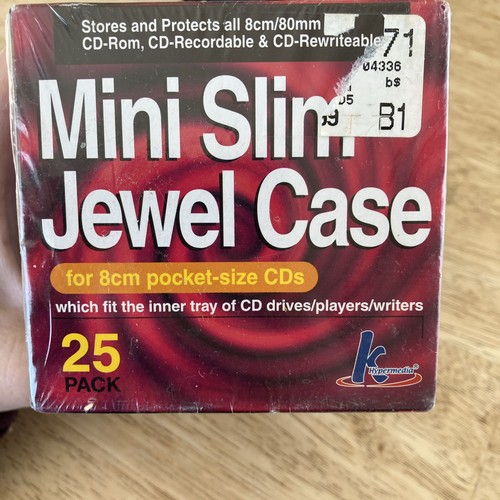 Stores and Protects all 8cm/80mm
CD-Rom, CD-Recordable & CD-Rewriteable
71
04336
b$
D5
B1
Mini Slim
Jewel Case
for 8cm pocket-size CDs
which fit the inner tray of CD drives/players/writers
25
PACK
K
Hypermedia